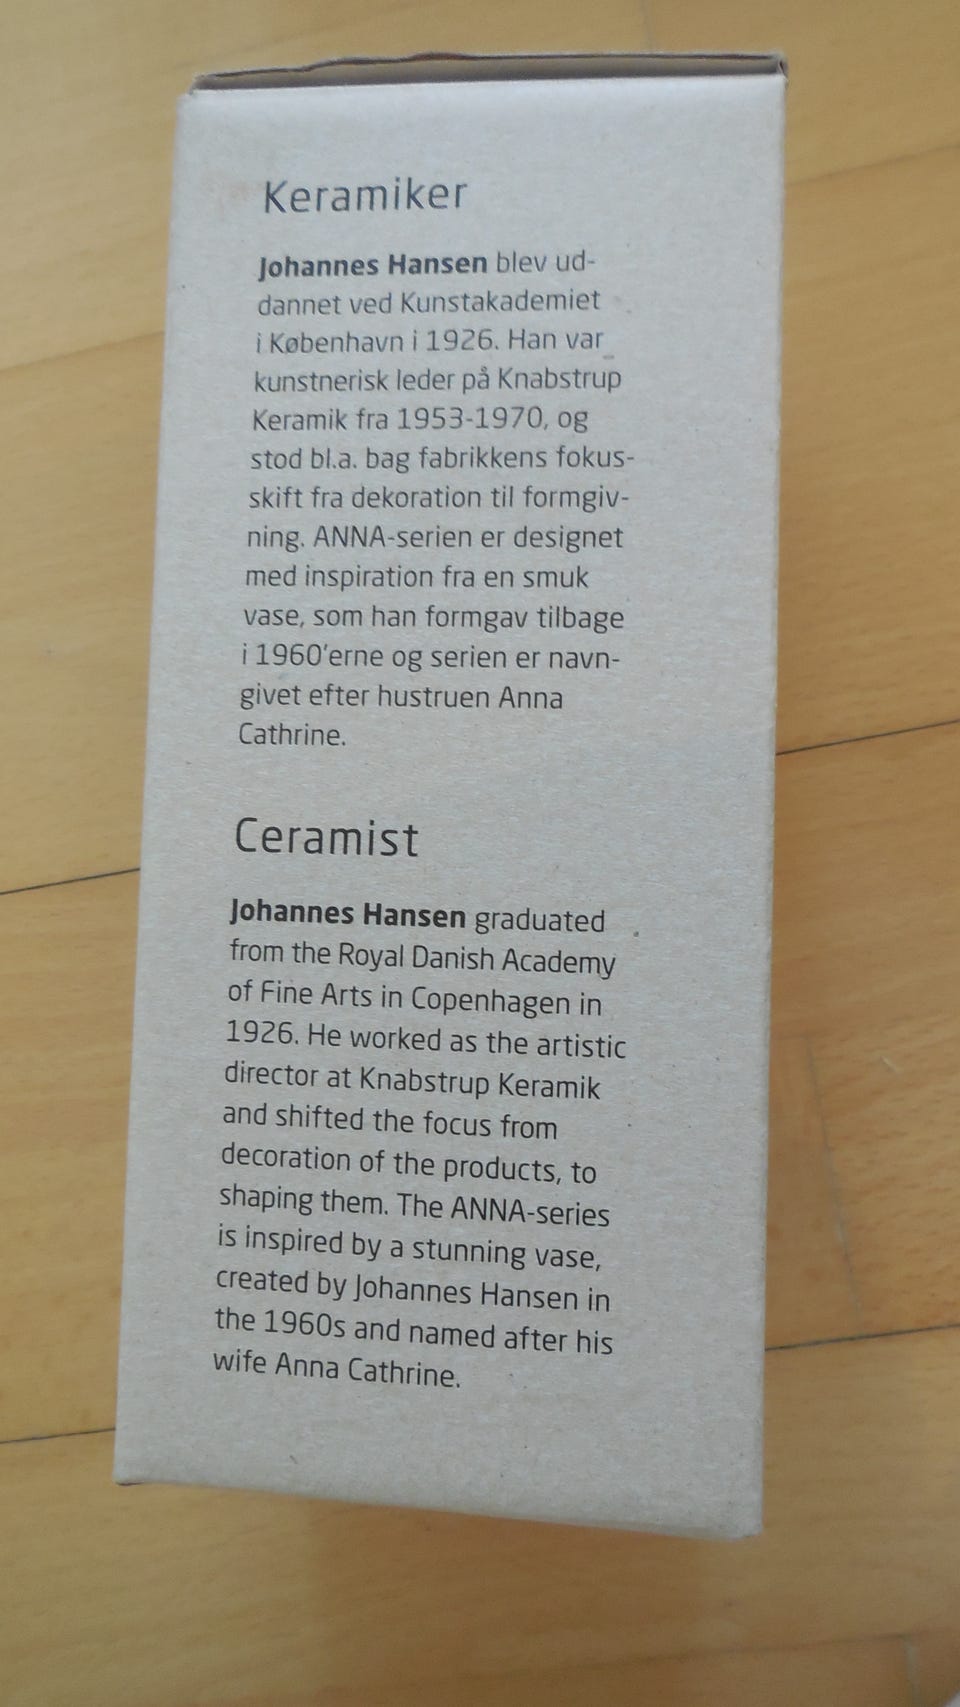 Keramiker
Johannes Hansen blev ud-
dannet ved Kunstakademiet
i København i 1926. Han var
kunstnerisk leder på Knabstrup
Keramik fra 1953-1970, og
stod bl.a. bag fabrikkens fokus-
skift fra dekoration til formgiv-
ning. ANNA-serien er designet
med inspiration fra en smuk
vase, som han formgav tilbage
i 1960'erne og serien er navn-
givet efter hustruen Anna
Cathrine.
Ceramist
Johannes Hansen graduated
from the Royal Danish Academy
of Fine Arts in Copenhagen in
1926. He worked as the artistic
director at Knabstrup Keramik
and shifted the focus from
decoration of the products, to
shaping them. The ANNA-series
is inspired by a stunning vase,
created by Johannes Hansen in
the 1960s and named after his
wife Anna Cathrine.